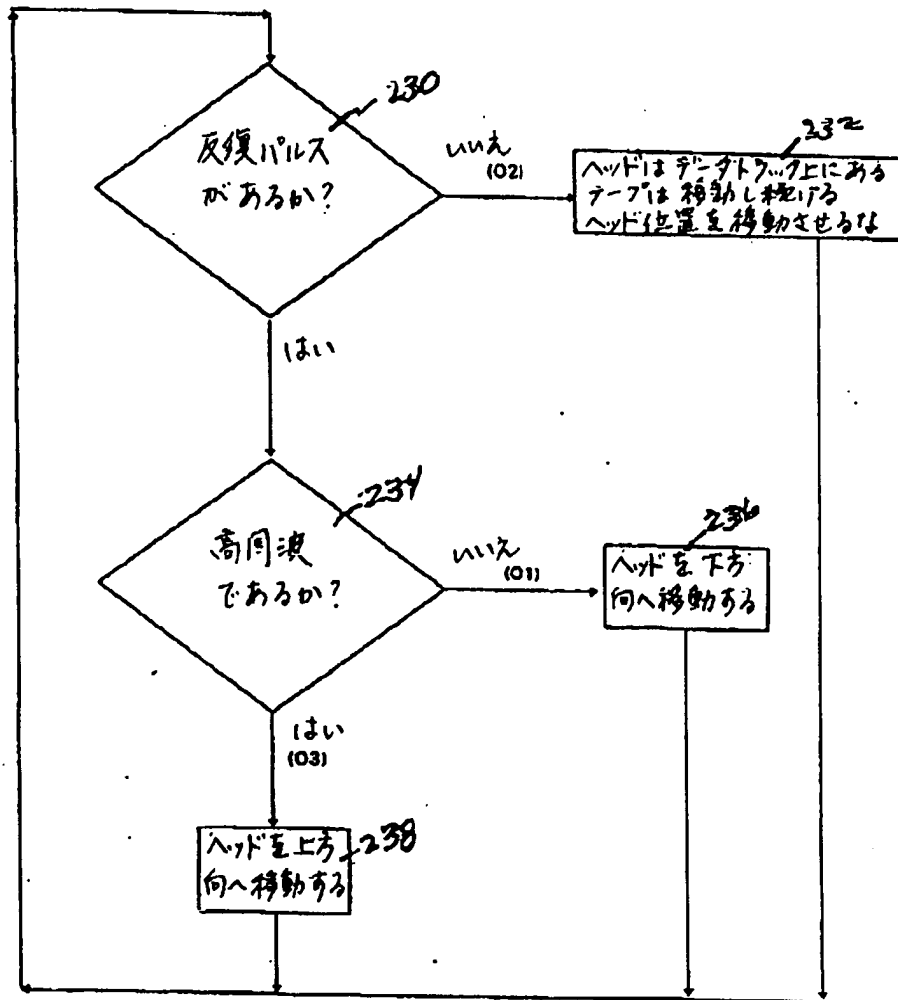 230
反復パルス
があるか?
いいえ
(02)
232
ヘッドはデータトラック上にある
テープは移動し続ける
ヘッド位置を移動させるな
はい
234
高周波
であるか?
いいえ
(01)
236
ヘッドを下方
向へ移動する
はい
(03)
ヘッドを上方
向へ移動する
238